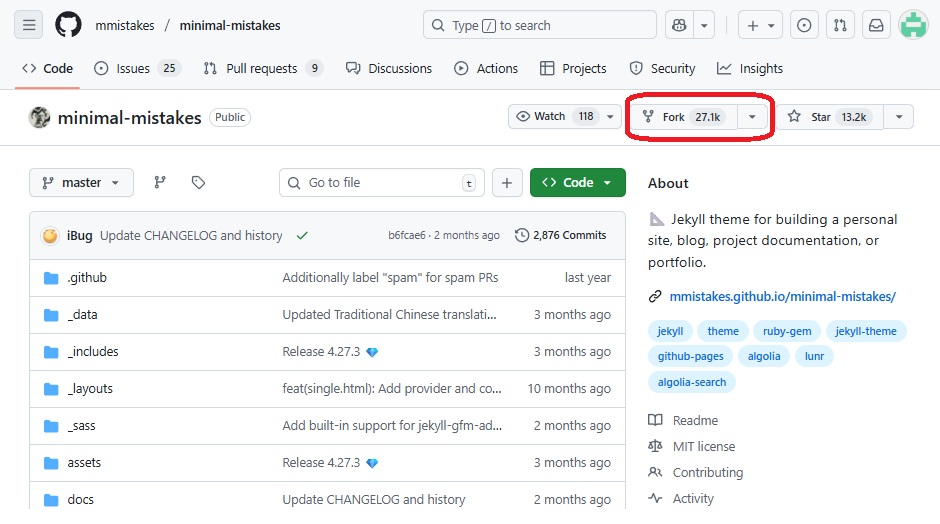 mmistakes / minimal-mistakes Type / to search
Code Issues 25 Pull requests 9 Discussions Actions Projects Security Insights
minimal-mistakes Public Watch 118 Fork 27.1k Star 13.2k
master Go to file t + Code
About
Jekyll theme for building a personal
site, blog, project documentation, or
portfolio.
mmistakes.github.io/minimal-mistakes/
jekyll theme ruby-gem jekyll-theme
github-pages algolia lunr
algolia-search
Readme
MIT license
Contributing
Activity
iBug Update CHANGELOG and history b6fcae6 · 2 months ago 2,876 Commits
.github Additionally label "spam" for spam PRs last year
_data Updated Traditional Chinese translati... 3 months ago
_includes Release 4.27.3 3 months ago
_layouts feat(single.html): Add provider and co... 10 months ago
_sass Add built-in support for jekyll-gfm-ad... 2 months ago
assets Release 4.27.3 3 months ago
docs Update CHANGELOG and history 2 months ago